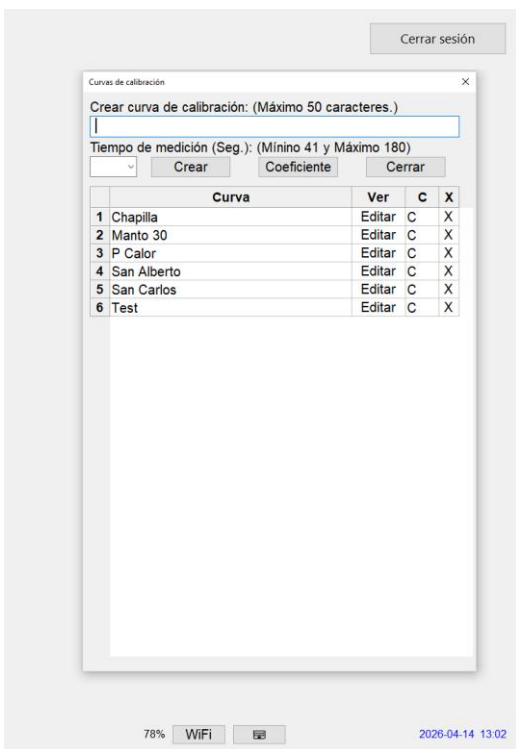 Cerrar sesión
Curvas de calibración
Crear curva de calibración: (Máximo 50 caracteres.)
Tiempo de medición (Seg.): (Mínino 41 y Máximo 180)
Crear Coeficiente Cerrar
Curva Ver C X
1 Chapilla Editar C X
2 Manto 30 Editar C X
3 P Calor Editar C X
4 San Alberto Editar C X
5 San Carlos Editar C X
6 Test Editar C X
78% WiFi 2026-04-14 13:02